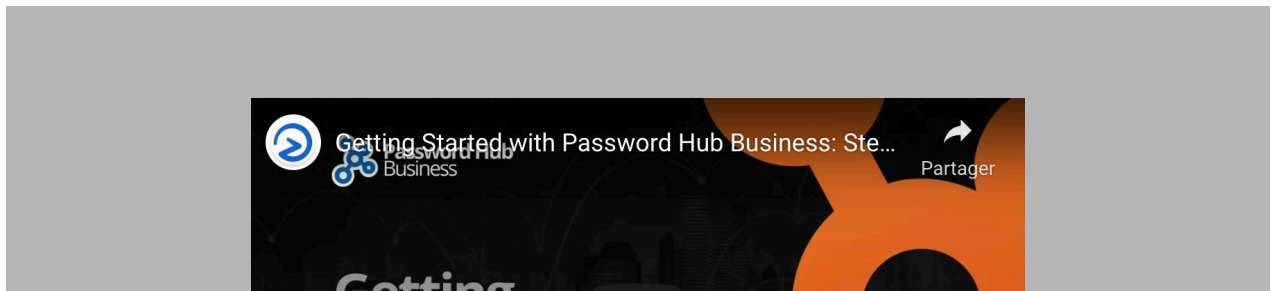 Getting Started with Password Hub Business: Ste...
Password Hub
Business
Partager
Getting